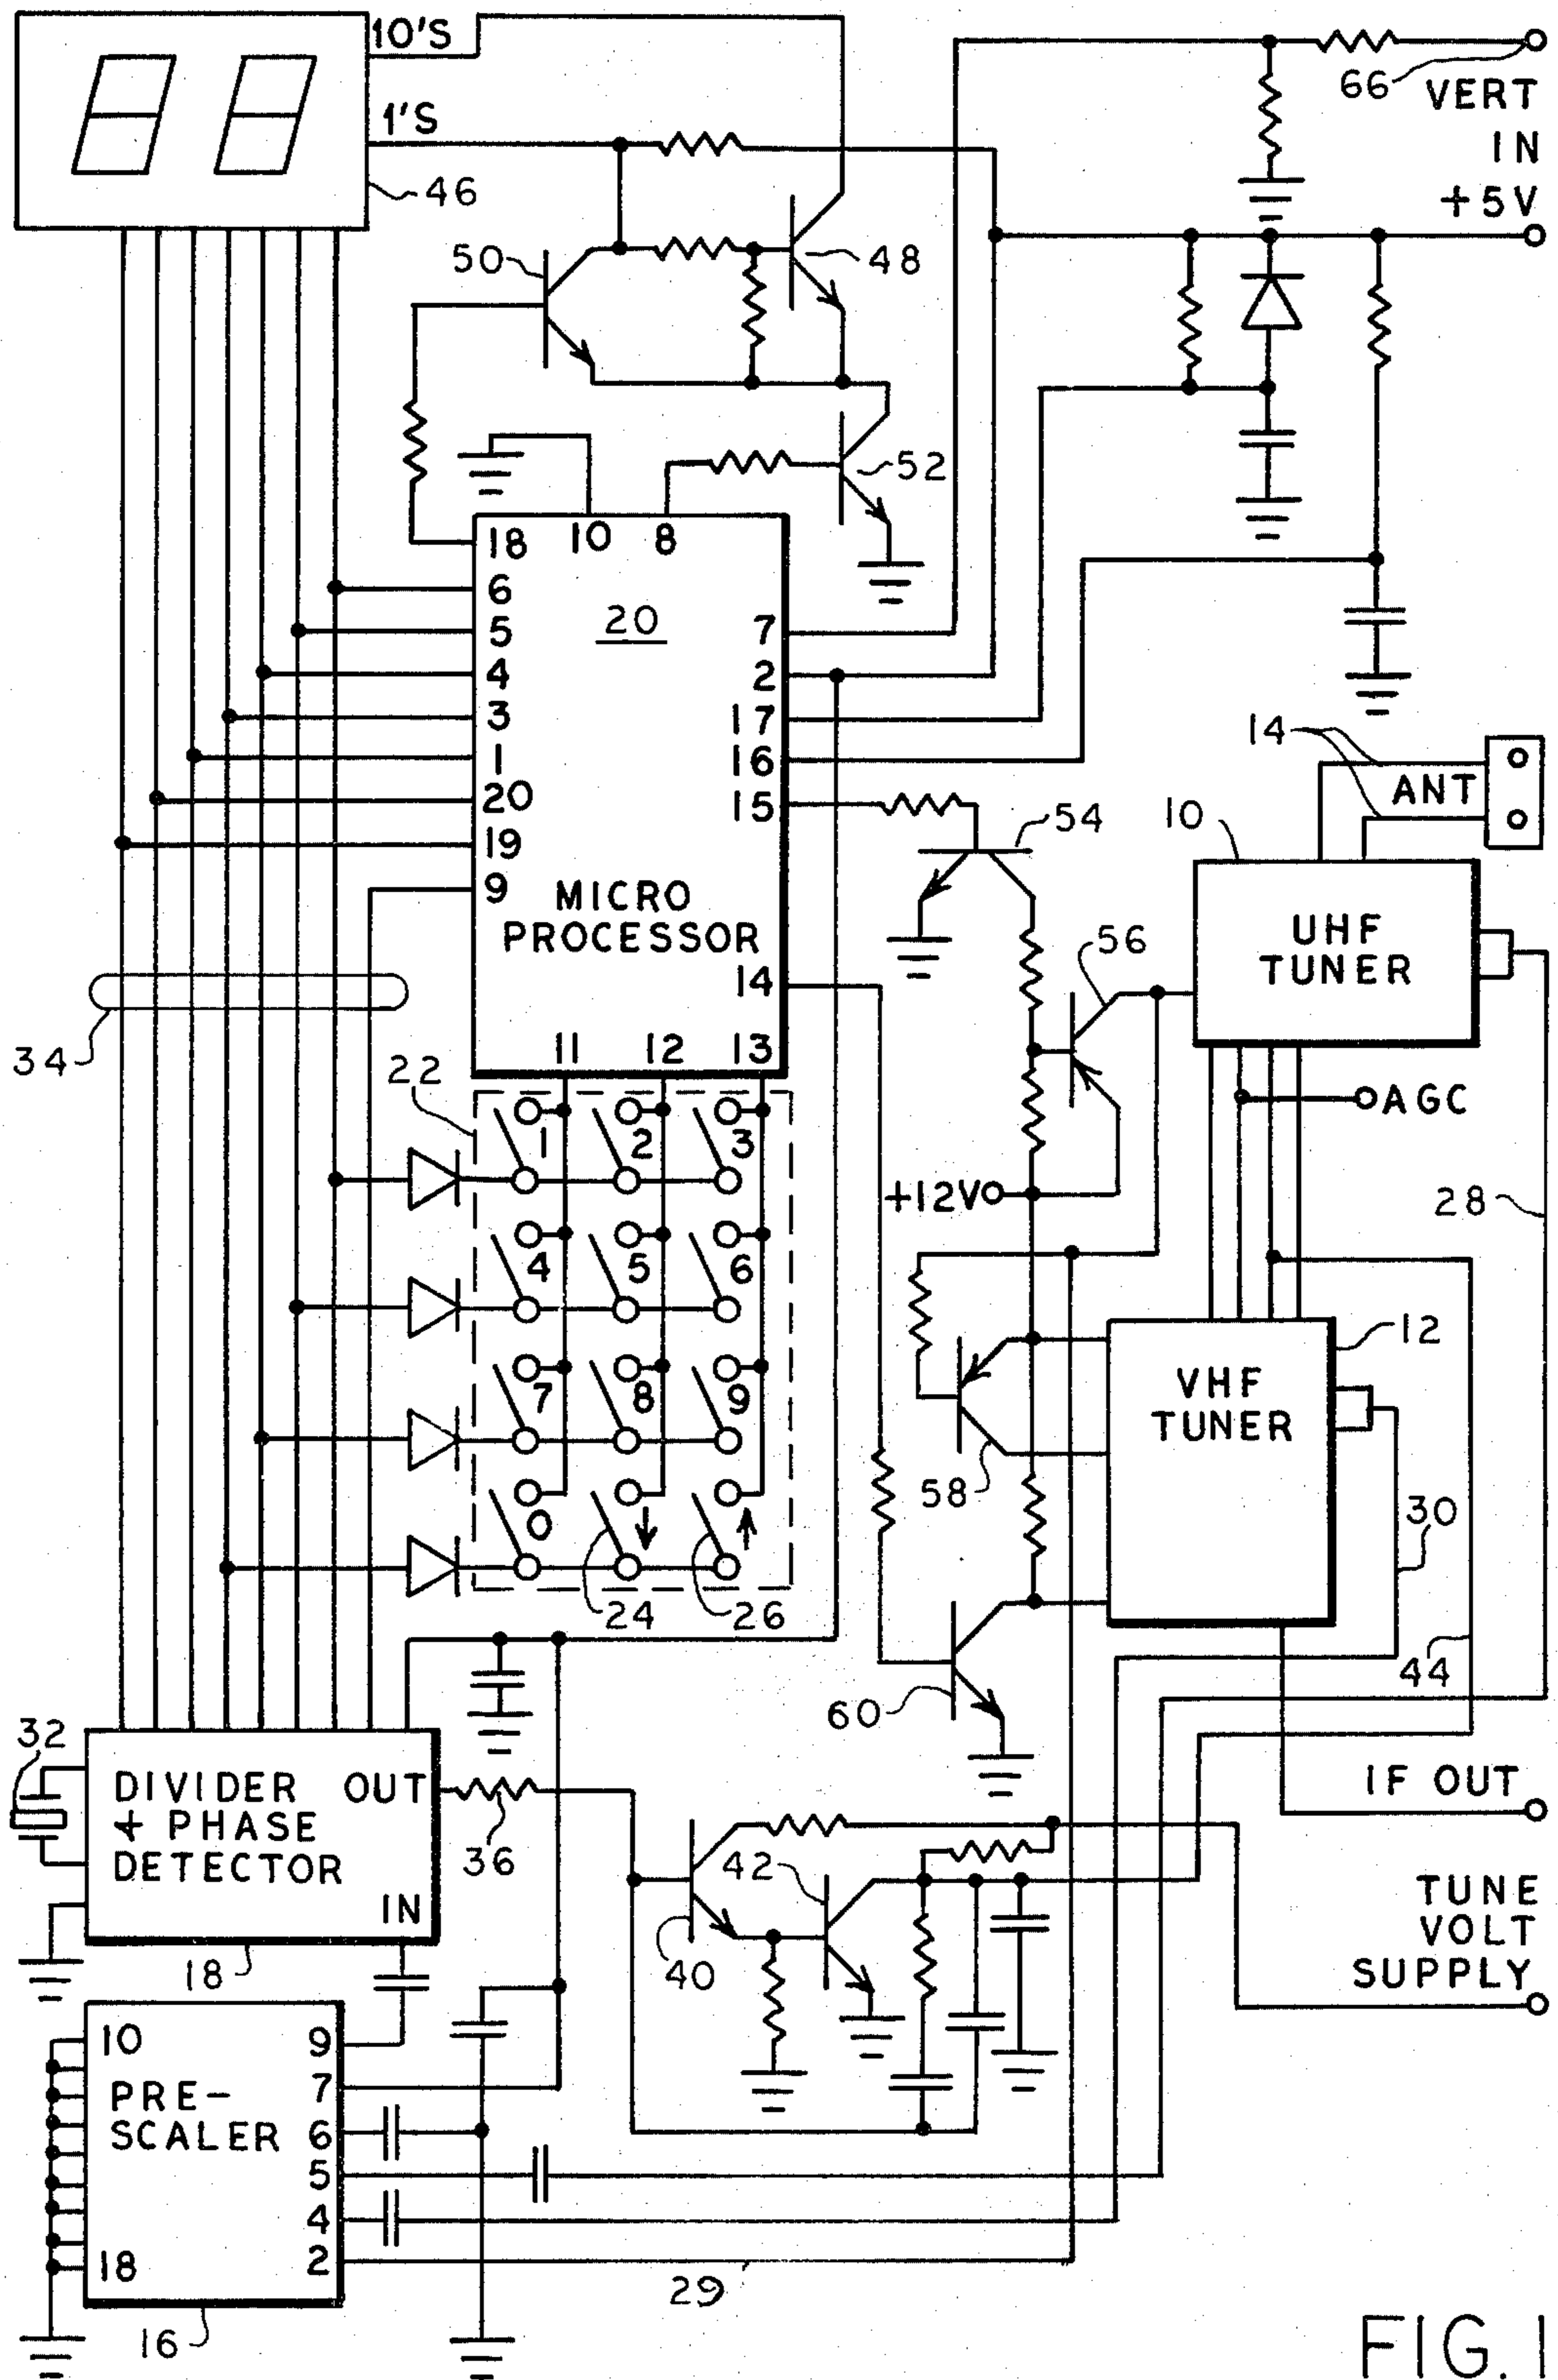 10'S
1'S
46
66
VERT
IN
+5V
50
48
52
18
10
8
6
5
4
3
1
20
19
9
20
7
2
17
16
15
14
MICRO
PROCESSOR
11
12
13
34
22
1
2
3
4
5
6
7
8
9
0
24
26
54
56
+12V
58
60
14
ANT
10
UHF
TUNER
AGC
28
12
VHF
TUNER
30
44
32
DIVIDER
+ PHASE
DETECTOR
OUT
IN
18
36
40
42
IF OUT
TUNE
VOLT
SUPPLY
10
PRE-
SCALER
18
9
7
6
5
4
2
16
29
FIG. 1